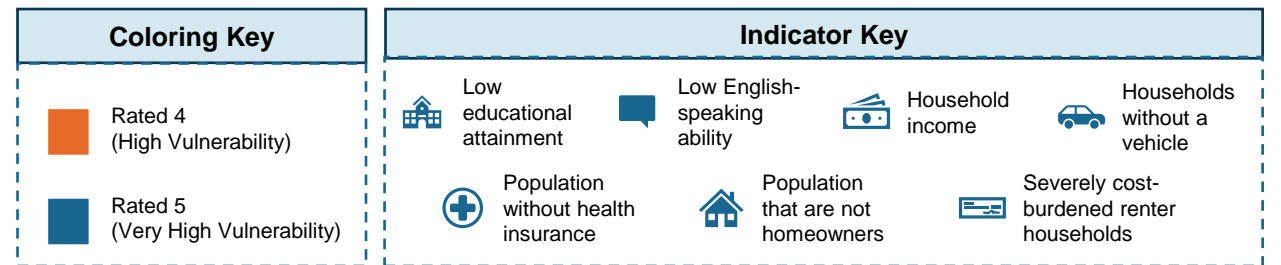 Coloring Key
Rated 4
(High Vulnerability)
Rated 5
(Very High Vulnerability)
Indicator Key
Low
educational
attainment
Low English-
speaking
ability
Household
income
Households
without a
vehicle
Population
without health
insurance
Population
that are not
homeowners
Severely cost-
burdened renter
households